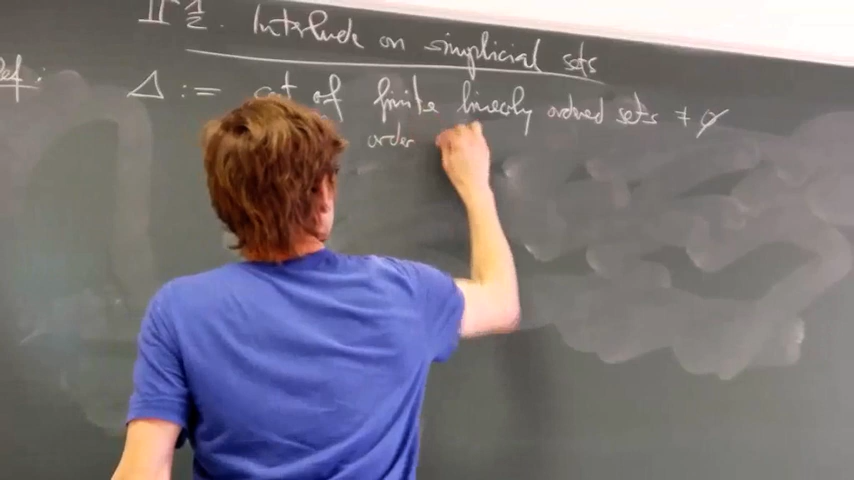 II ½. Interlude on simplicial sets
Def: Δ := cat of finite linearly ordered sets ≠ ∅
order